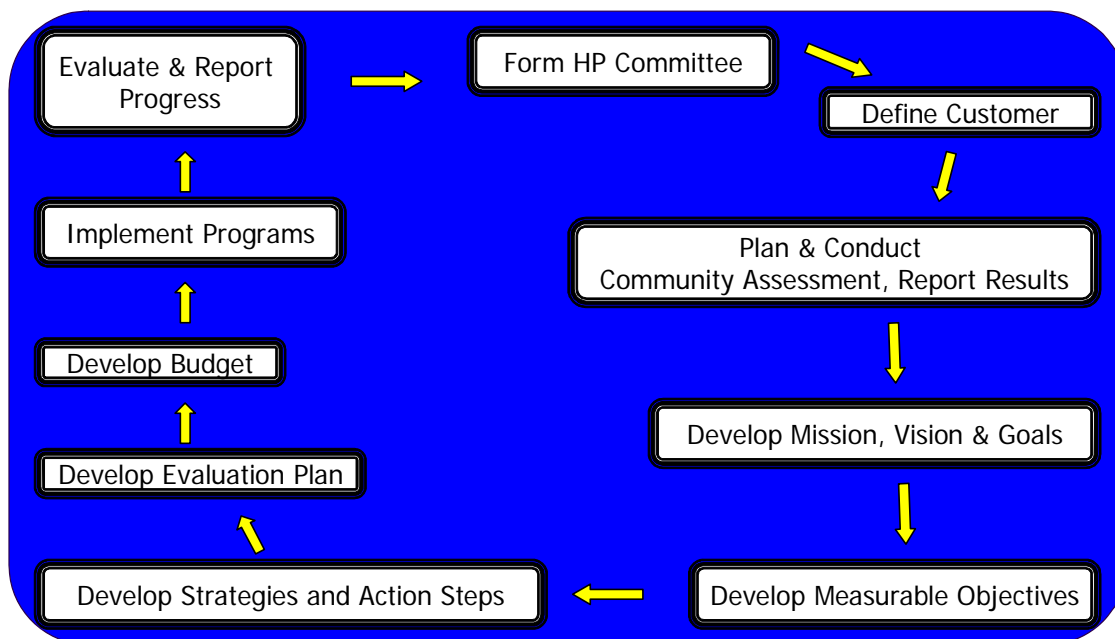 Evaluate & Report
Progress
Form HP Committee
Define Customer
Plan & Conduct
Community Assessment, Report Results
Develop Mission, Vision & Goals
Develop Measurable Objectives
Develop Strategies and Action Steps
Develop Evaluation Plan
Develop Budget
Implement Programs